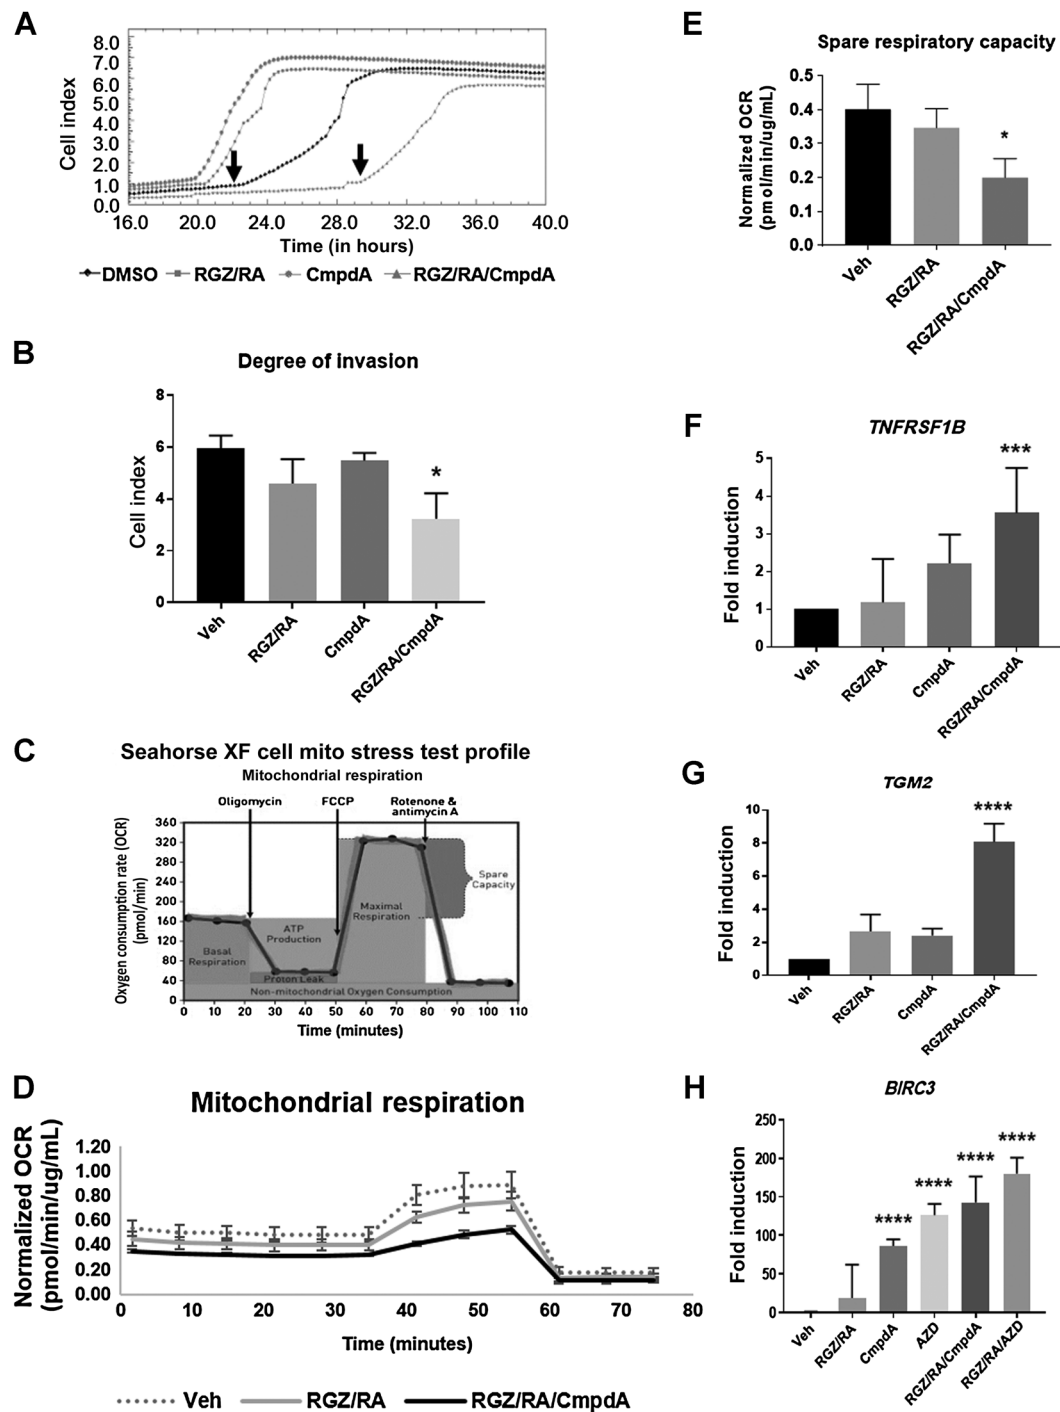 A
8.0
7.0
6.0
5.0
4.0
3.0
2.0
1.0
0.0
Cell index
16.0 20.0 24.0 28.0 32.0 36.0 40.0
Time (in hours)
DMSO RGZ/RA CmpdA RGZ/RA/CmpdA
B
Degree of invasion
8
6
4
2
0
Cell index
*
Veh RGZ/RA CmpdA RGZ/RA/CmpdA
C
Seahorse XF cell mito stress test profile
Mitochondrial respiration
Oligomycin FCCP Rotenone &
antimycin A
Oxygen consumption rate (OCR)
(pmol/min)
360
320
280
200
160
120
80
40
0
Spare
Capacity
Maximal
Respiration
ATP
Production
Basal
Respiration
Proton Leak
Non-mitochondrial Oxygen Consumption
0 10 20 30 40 50 60 70 80 90 100 110
Time (minutes)
D
Mitochondrial respiration
Normalized OCR
(pmol/min/ug/mL)
1.20
1.00
0.80
0.60
0.40
0.20
0.00
0 10 20 30 40 50 60 70 80
Time (minutes)
Veh RGZ/RA RGZ/RA/CmpdA
E
Spare respiratory capacity
Normalized OCR
(pmol/min/ug/mL)
0.5
0.4
0.3
0.2
0.1
0.0
*
Veh RGZ/RA RGZ/RA/CmpdA
F
TNFRSF1B
Fold induction
5
4
3
2
1
0
***
Veh RGZ/RA CmpdA RGZ/RA/CmpdA
G
TGM2
Fold induction
10
8
6
4
2
0
****
Veh RGZ/RA CmpdA RGZ/RA/CmpdA
H
BIRC3
Fold induction
250
200
150
100
50
0
**** **** **** ****
Veh RGZ/RA CmpdA AZD RGZ/RA/CmpdA RGZ/RA/AZD